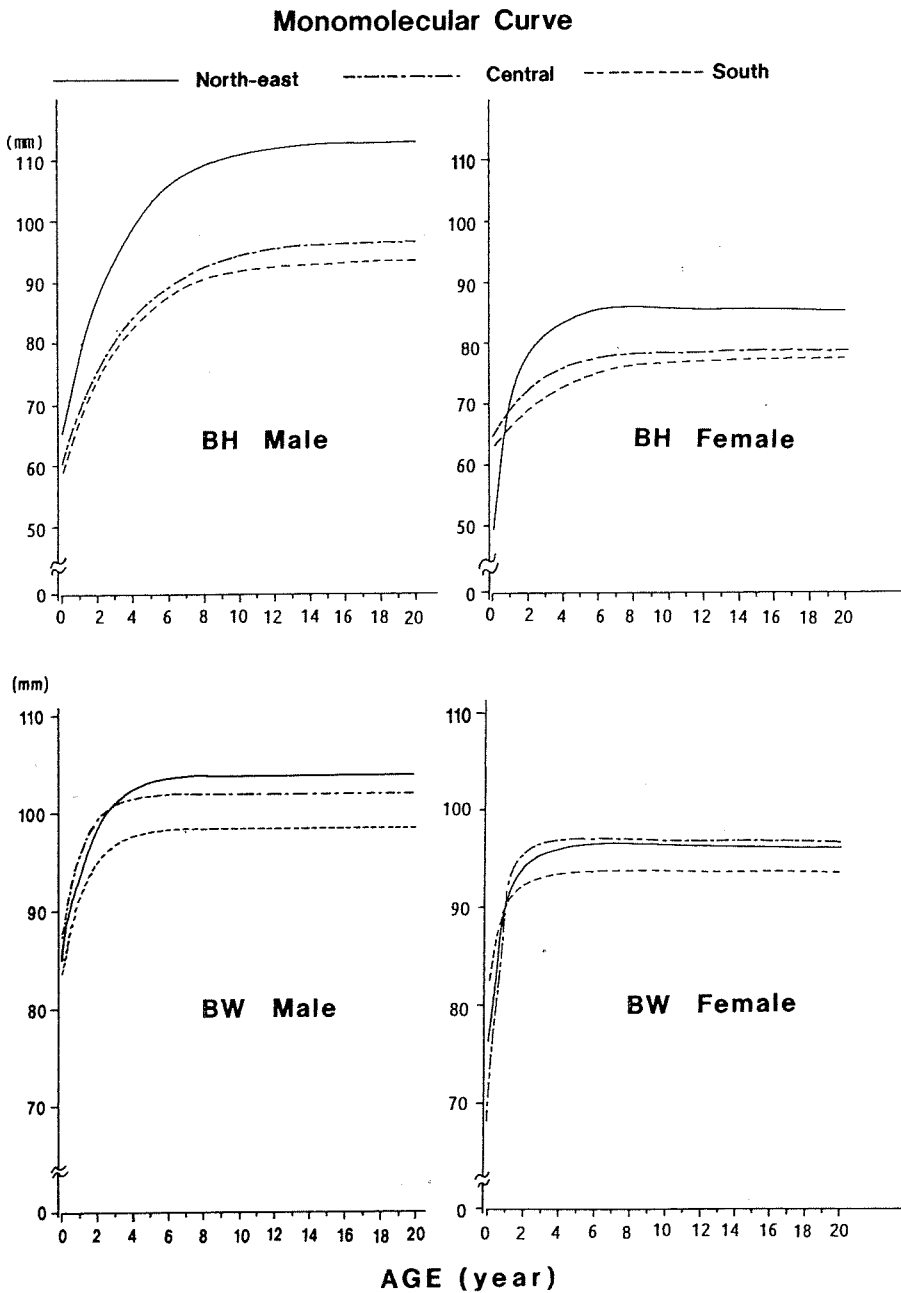 Monomolecular Curve
North-east Central South
(mm)
110
100
90
80
70
60
50
0
0 2 4 6 8 10 12 14 16 18 20
BH Male
110
100
90
80
70
60
50
0
0 2 4 6 8 10 12 14 16 18 20
BH Female
(mm)
110
100
90
80
70
0
0 2 4 6 8 10 12 14 16 18 20
BW Male
110
100
90
80
70
0
0 2 4 6 8 10 12 14 16 18 20
BW Female
AGE (year)